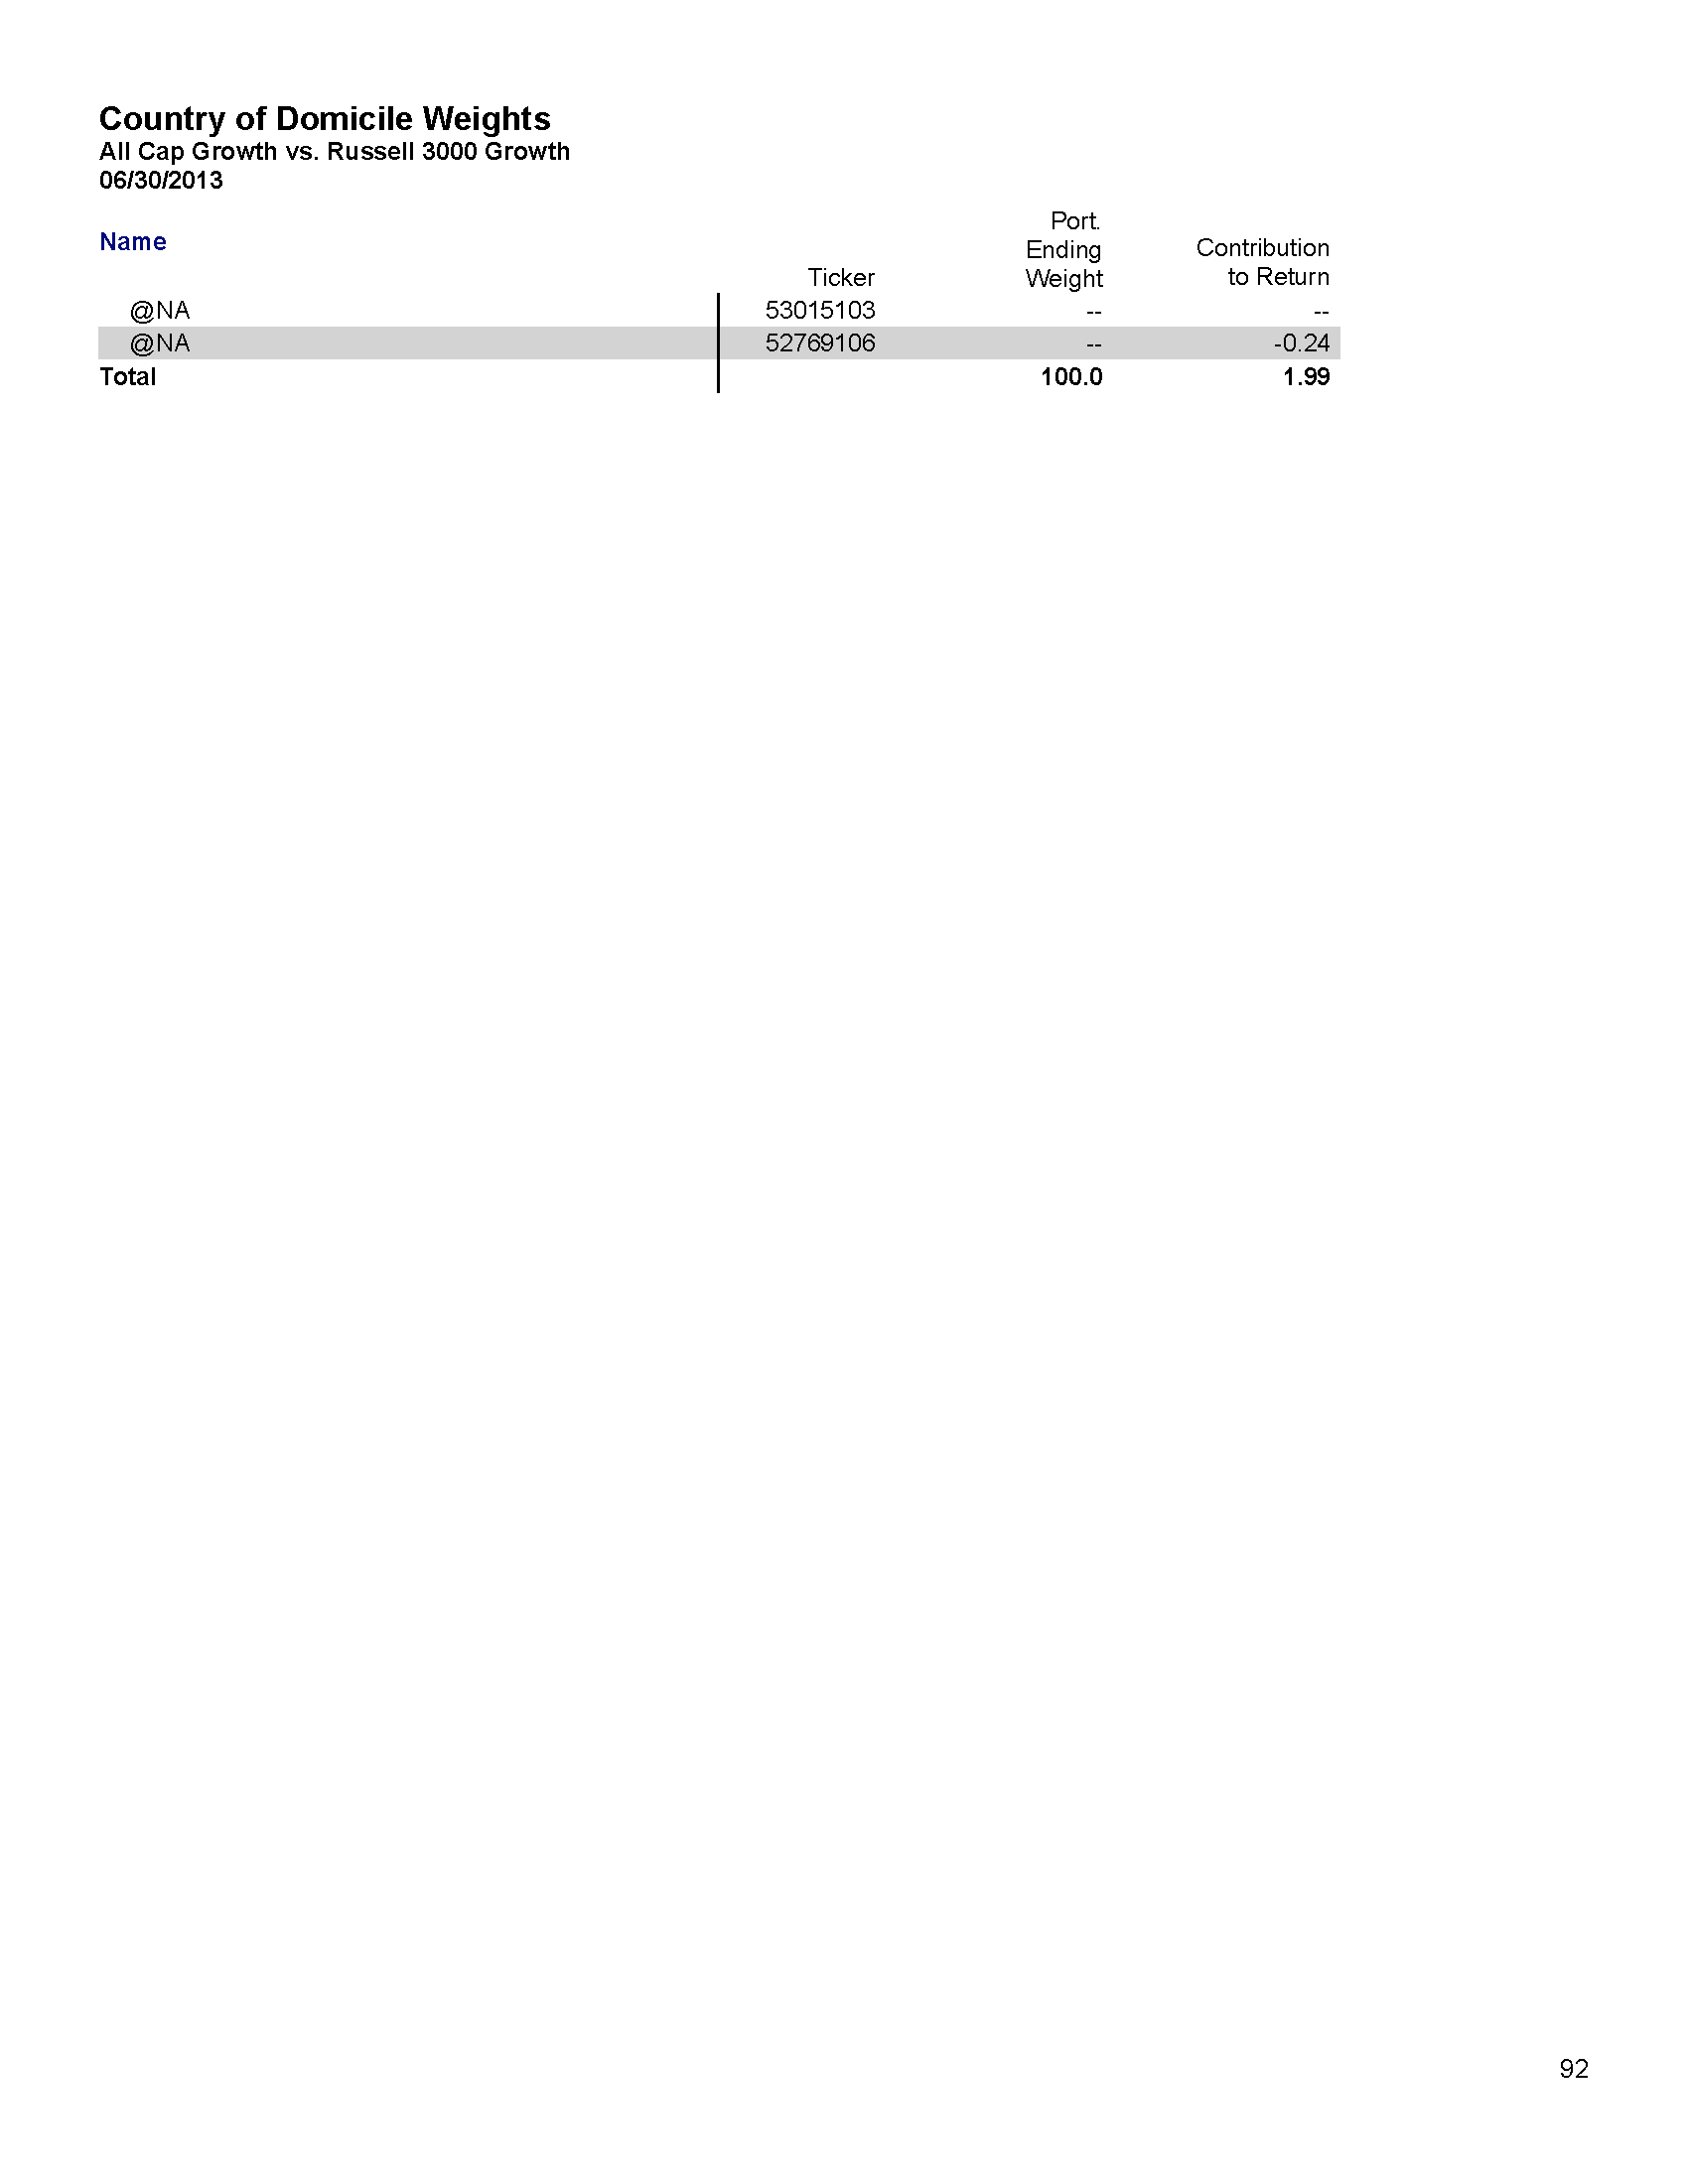 Country of Domicile Weights
All Cap Growth vs. Russell 3000 Growth
06/30/2013
Name Ticker Port. Ending Weight Contribution to Return
@NA 53015103 -- --
@NA 52769106 -- -0.24
Total 100.0 1.99
92